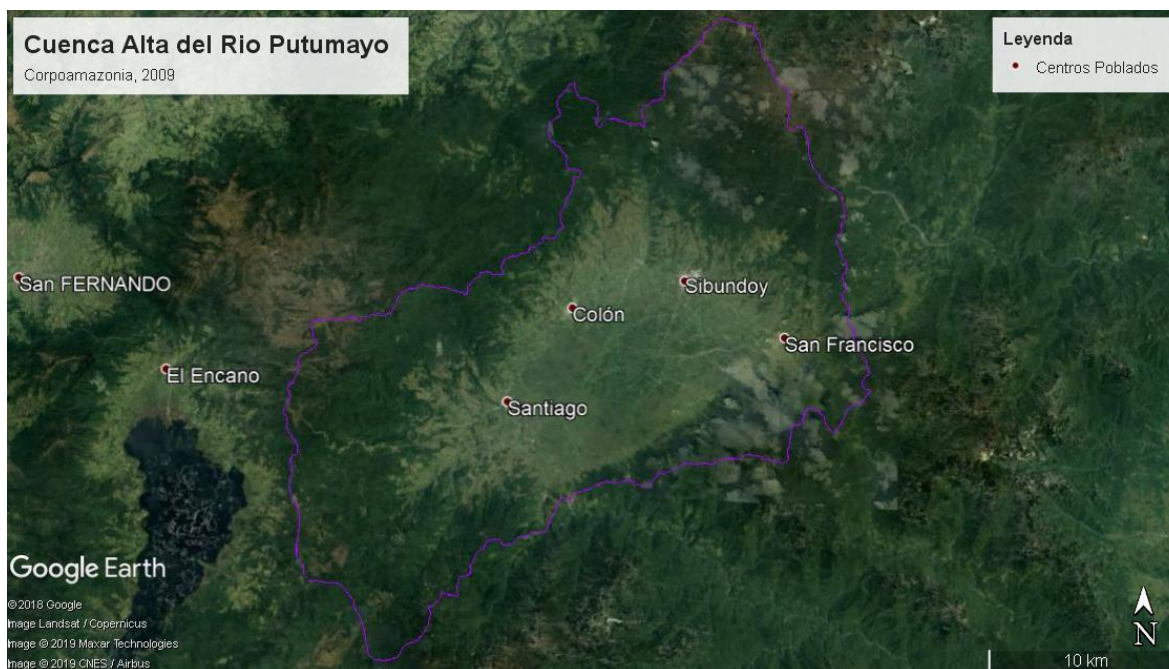 Cuenca Alta del Rio Putumayo
Corpoamazonia, 2009
Leyenda
Centros Poblados
San FERNANDO
Sibundoy
Colón
San Francisco
El Encano
Santiago
Google Earth
©2018 Google
Image Landsat / Copernicus
Image © 2019 Maxar Technologies
Image © 2019 CNES / Airbus
N
10 km